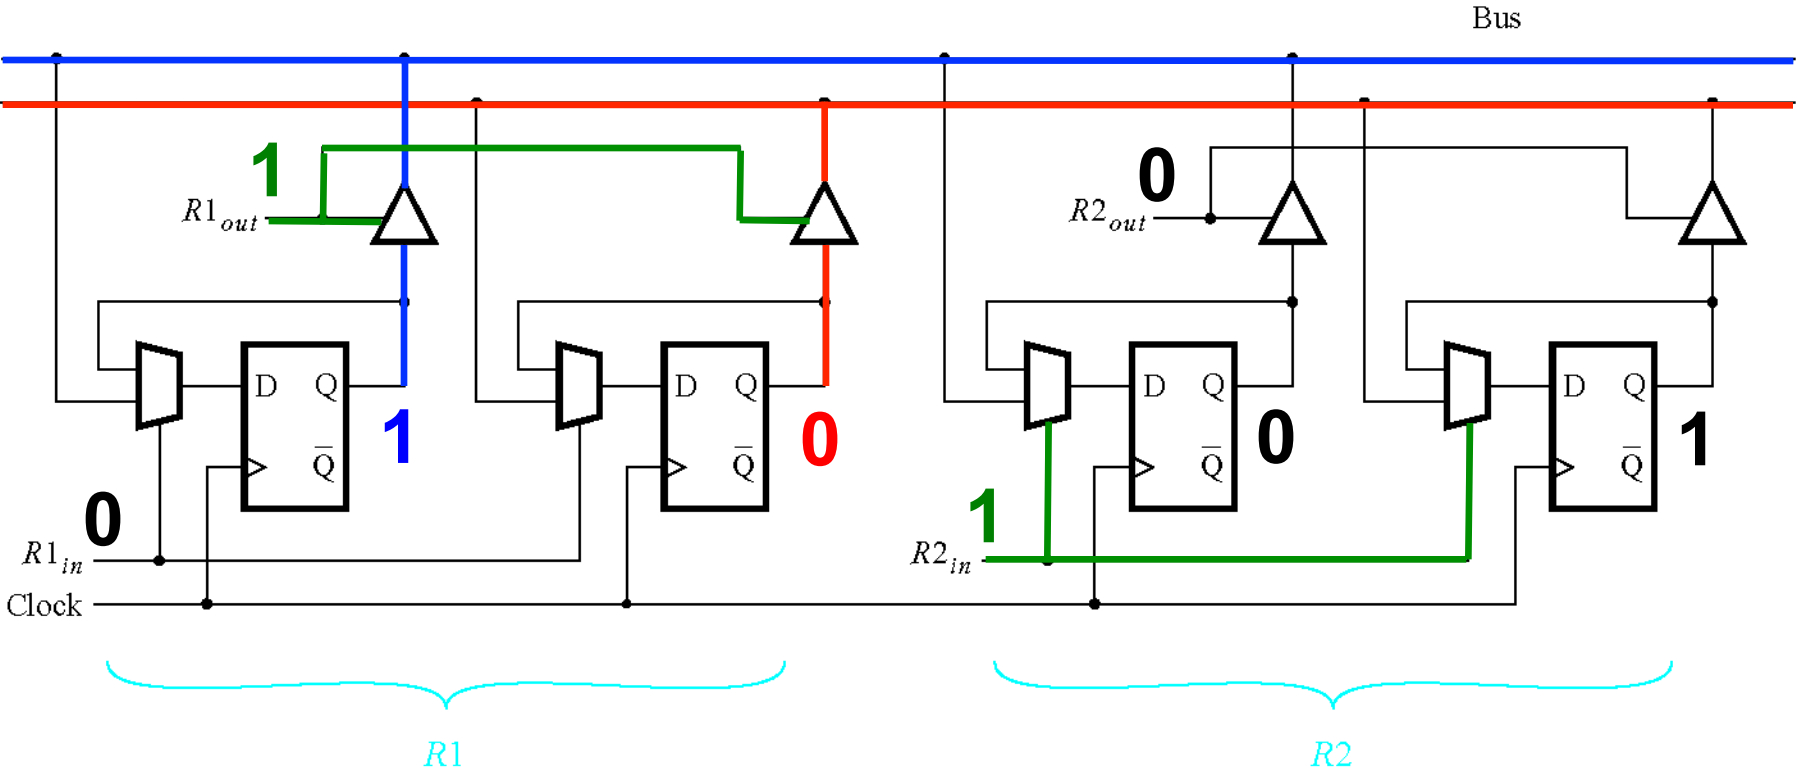 Bus
1
0
R1out
R2out
D Q
D Q
D Q
D Q
1
0
0
1
Q̅
Q̅
Q̅
Q̅
0
1
R1in
R2in
Clock
R1
R2